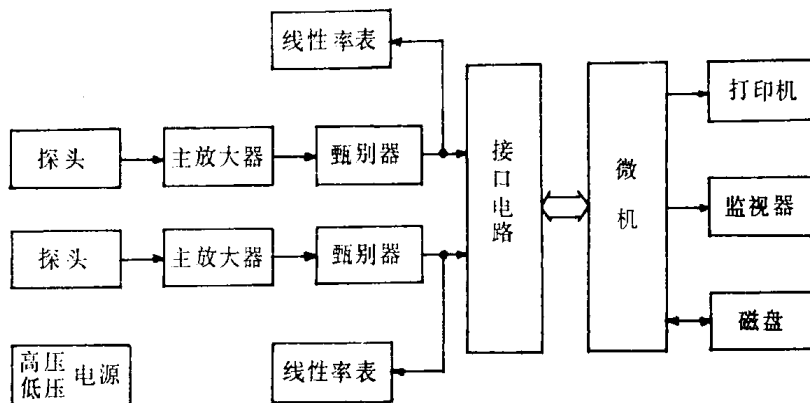 线性率表
打印机
探头
主放大器
甄别器
接口电路
微机
监视器
探头
主放大器
甄别器
磁盘
高压
低压
电源
线性率表